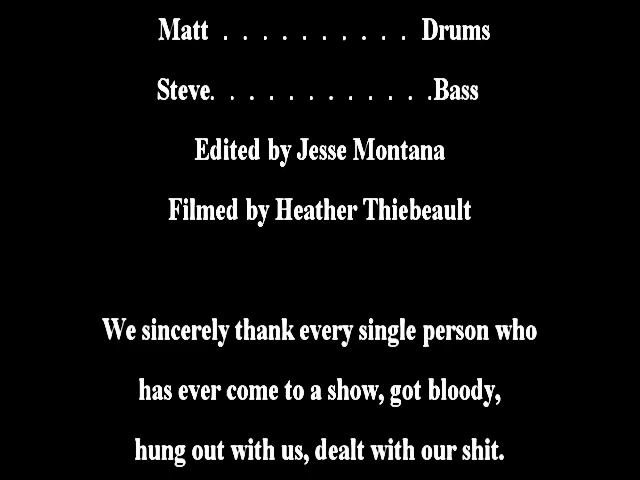 Matt . . . . . . . . . . Drums
Steve. . . . . . . . . . . .Bass
Edited by Jesse Montana
Filmed by Heather Thiebeault
We sincerely thank every single person who
has ever come to a show, got bloody,
hung out with us, dealt with our shit.